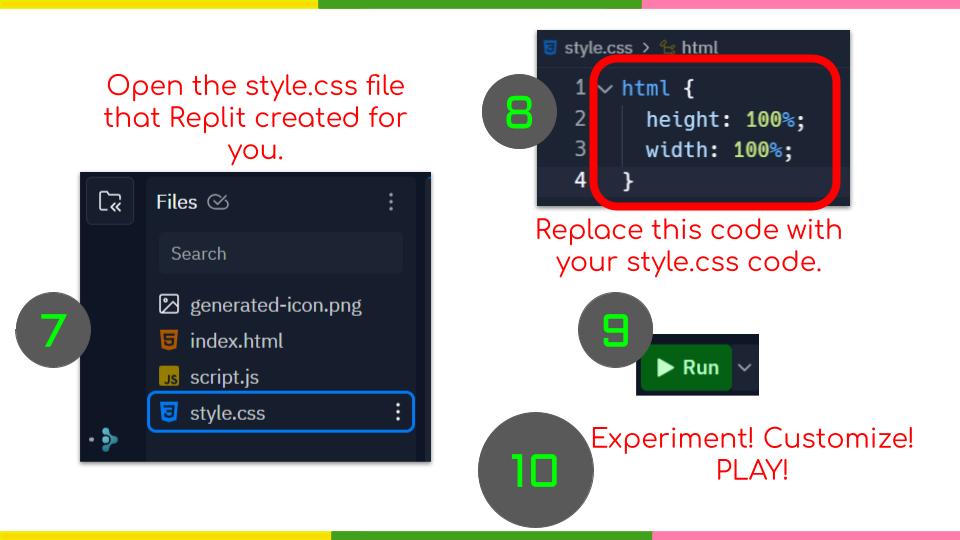 Open the style.css file
that Replit created for
you.
7
Files
Search
generated-icon.png
index.html
JS script.js
style.css
8
style.css > html
1 html {
2 height: 100%;
3 width: 100%;
4 }
Replace this code with
your style.css code.
9
Run
10
Experiment! Customize!
PLAY!